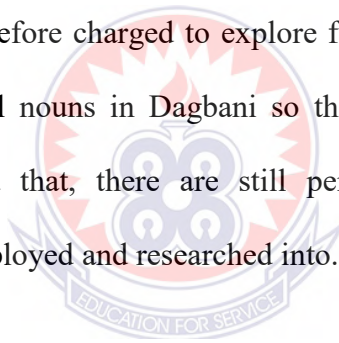 efore charged to explore f
l nouns in Dagbani so th
that, there are still pe
ployed and researched into.
EDUCATION FOR SERVICE